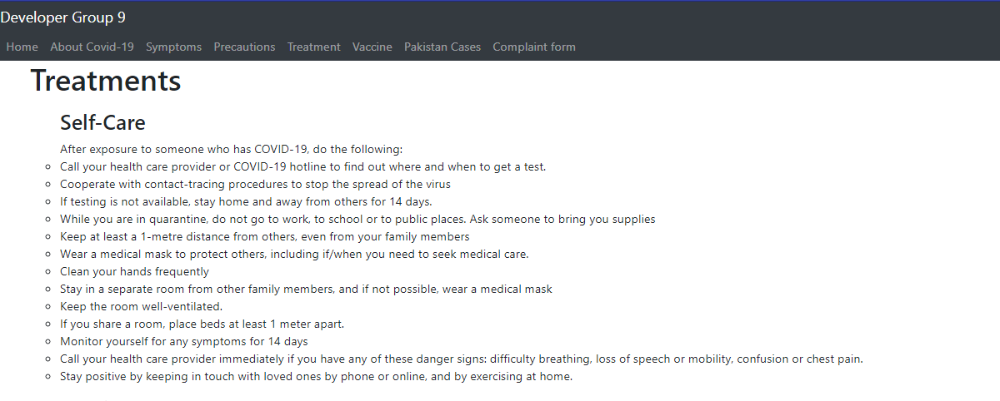 Developer Group 9
Home About Covid-19 Symptoms Precautions Treatment Vaccine Pakistan Cases Complaint form
Treatments
Self-Care
After exposure to someone who has COVID-19, do the following:
Call your health care provider or COVID-19 hotline to find out where and when to get a test.
Cooperate with contact-tracing procedures to stop the spread of the virus
If testing is not available, stay home and away from others for 14 days.
While you are in quarantine, do not go to work, to school or to public places. Ask someone to bring you supplies
Keep at least a 1-metre distance from others, even from your family members
Wear a medical mask to protect others, including if/when you need to seek medical care.
Clean your hands frequently
Stay in a separate room from other family members, and if not possible, wear a medical mask
Keep the room well-ventilated.
If you share a room, place beds at least 1 meter apart.
Monitor yourself for any symptoms for 14 days
Call your health care provider immediately if you have any of these danger signs: difficulty breathing, loss of speech or mobility, confusion or chest pain.
Stay positive by keeping in touch with loved ones by phone or online, and by exercising at home.